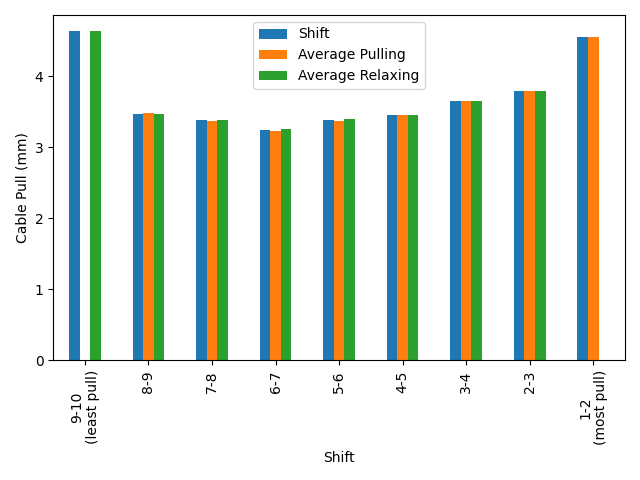 Shift
Average Pulling
Average Relaxing
Cable Pull (mm)
4
3
2
1
0
9-10
(least pull)
8-9
7-8
6-7
5-6
4-5
3-4
2-3
1-2
(most pull)
Shift